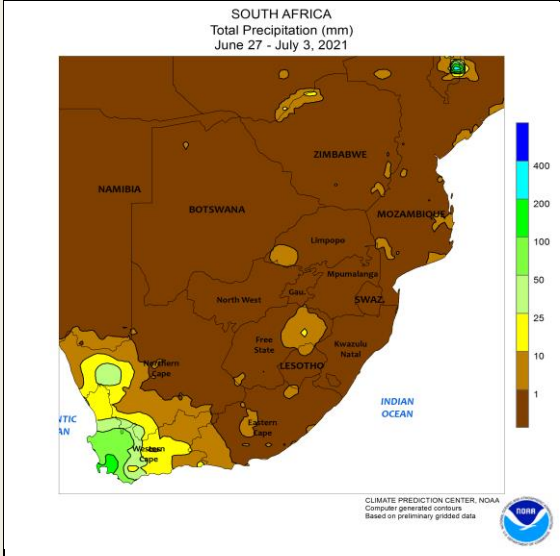 SOUTH AFRICA
Total Precipitation (mm)
June 27 - July 3, 2021
ZIMBABWE
NAMIBIA
BOTSWANA
MOZAMBIQUE
Limpopo
Mpumalanga
Gau.
North West
SWAZ.
Free
State
Kwazulu
Natal
LESOTHO
Northern
Cape
Eastern
Cape
Western
Cape
NTIC
AN
INDIAN
OCEAN
400
200
100
50
25
10
1
CLIMATE PREDICTION CENTER, NOAA
Computer generated contours
Based on preliminary gridded data
NOAA